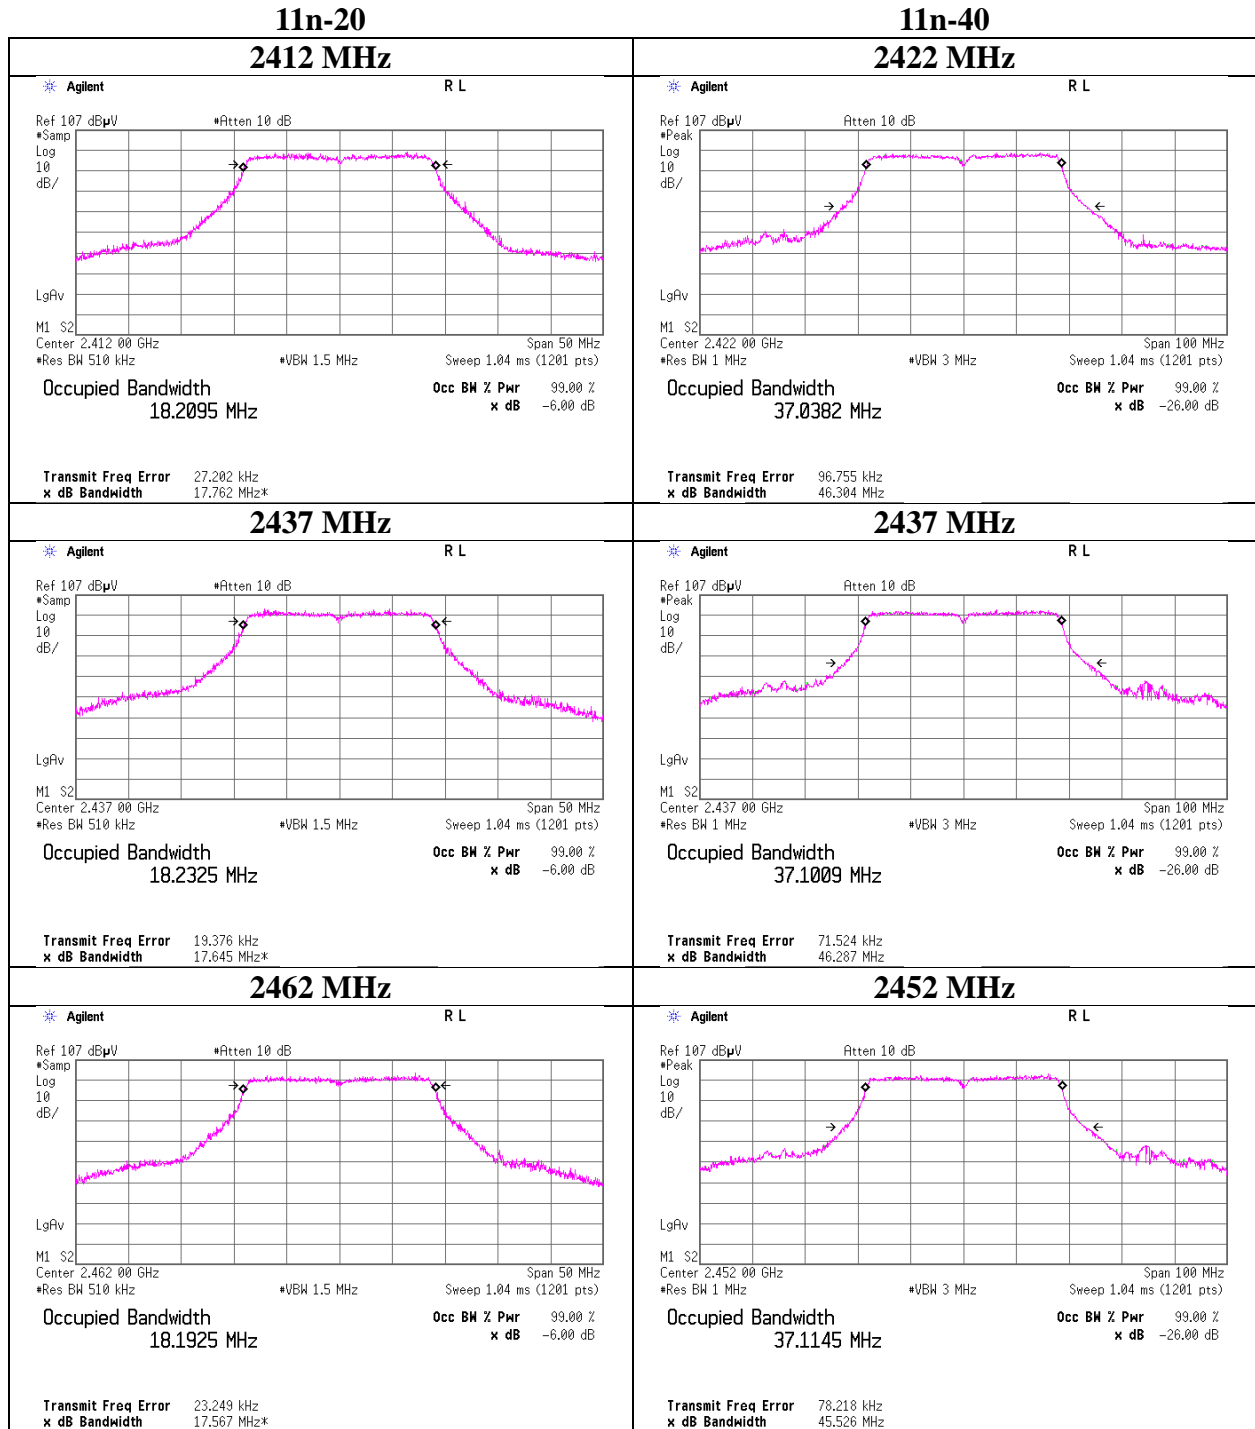 11n-20 11n-40
2412 MHz 2422 MHz
Agilent R L
Ref 107 dBµV #Atten 10 dB
#Samp
Log
10
dB/
LgAv
M1 S2
Center 2.412 00 GHz Span 50 MHz
#Res BW 510 kHz #VBW 1.5 MHz Sweep 1.04 ms (1201 pts)
Occupied Bandwidth Occ BW % Pwr 99.00 %
18.2095 MHz x dB -6.00 dB
Transmit Freq Error 27.202 kHz
x dB Bandwidth 17.762 MHz*
Agilent R L
Ref 107 dBµV Atten 10 dB
#Peak
Log
10
dB/
LgAv
M1 S2
Center 2.422 00 GHz Span 100 MHz
#Res BW 1 MHz #VBW 3 MHz Sweep 1.04 ms (1201 pts)
Occupied Bandwidth Occ BW % Pwr 99.00 %
37.0382 MHz x dB -26.00 dB
Transmit Freq Error 96.755 kHz
x dB Bandwidth 46.304 MHz
2437 MHz 2437 MHz
Agilent R L
Ref 107 dBµV #Atten 10 dB
#Samp
Log
10
dB/
LgAv
M1 S2
Center 2.437 00 GHz Span 50 MHz
#Res BW 510 kHz #VBW 1.5 MHz Sweep 1.04 ms (1201 pts)
Occupied Bandwidth Occ BW % Pwr 99.00 %
18.2325 MHz x dB -6.00 dB
Transmit Freq Error 19.376 kHz
x dB Bandwidth 17.645 MHz*
Agilent R L
Ref 107 dBµV Atten 10 dB
#Peak
Log
10
dB/
LgAv
M1 S2
Center 2.437 00 GHz Span 100 MHz
#Res BW 1 MHz #VBW 3 MHz Sweep 1.04 ms (1201 pts)
Occupied Bandwidth Occ BW % Pwr 99.00 %
37.1009 MHz x dB -26.00 dB
Transmit Freq Error 71.524 kHz
x dB Bandwidth 46.287 MHz
2462 MHz 2452 MHz
Agilent R L
Ref 107 dBµV #Atten 10 dB
#Samp
Log
10
dB/
LgAv
M1 S2
Center 2.462 00 GHz Span 50 MHz
#Res BW 510 kHz #VBW 1.5 MHz Sweep 1.04 ms (1201 pts)
Occupied Bandwidth Occ BW % Pwr 99.00 %
18.1925 MHz x dB -6.00 dB
Transmit Freq Error 23.249 kHz
x dB Bandwidth 17.567 MHz*
Agilent R L
Ref 107 dBµV Atten 10 dB
#Peak
Log
10
dB/
LgAv
M1 S2
Center 2.452 00 GHz Span 100 MHz
#Res BW 1 MHz #VBW 3 MHz Sweep 1.04 ms (1201 pts)
Occupied Bandwidth Occ BW % Pwr 99.00 %
37.1145 MHz x dB -26.00 dB
Transmit Freq Error 78.218 kHz
x dB Bandwidth 45.526 MHz